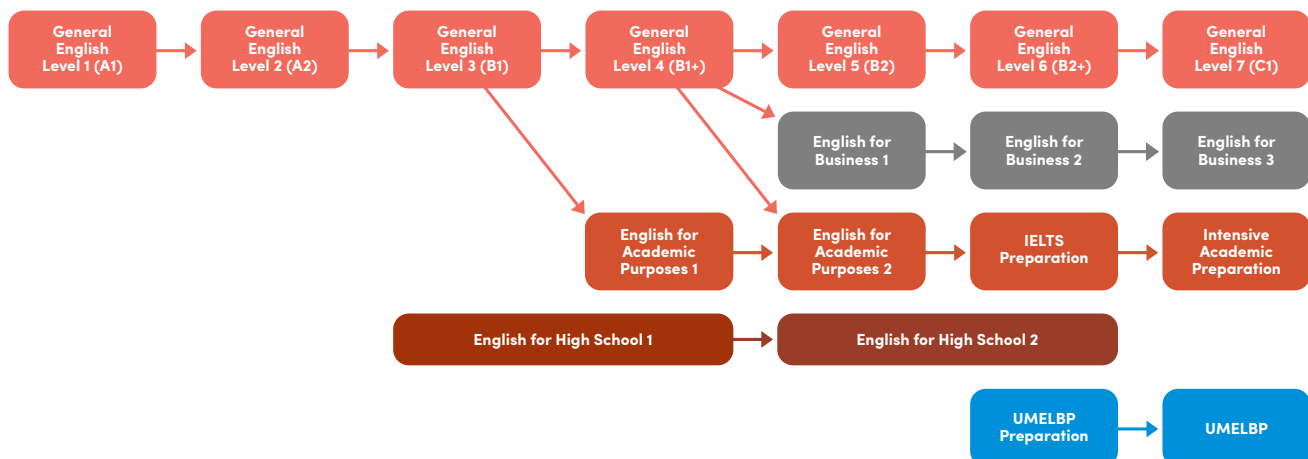 General
English
Level 1 (A1)
General
English
Level 2 (A2)
General
English
Level 3 (B1)
General
English
Level 4 (B1+)
General
English
Level 5 (B2)
General
English
Level 6 (B2+)
General
English
Level 7 (C1)
English for
Business 1
English for
Business 2
English for
Business 3
English for
Academic
Purposes 1
English for
Academic
Purposes 2
IELTS
Preparation
Intensive
Academic
Preparation
English for High School 1
English for High School 2
UMELBP
Preparation
UMELBP